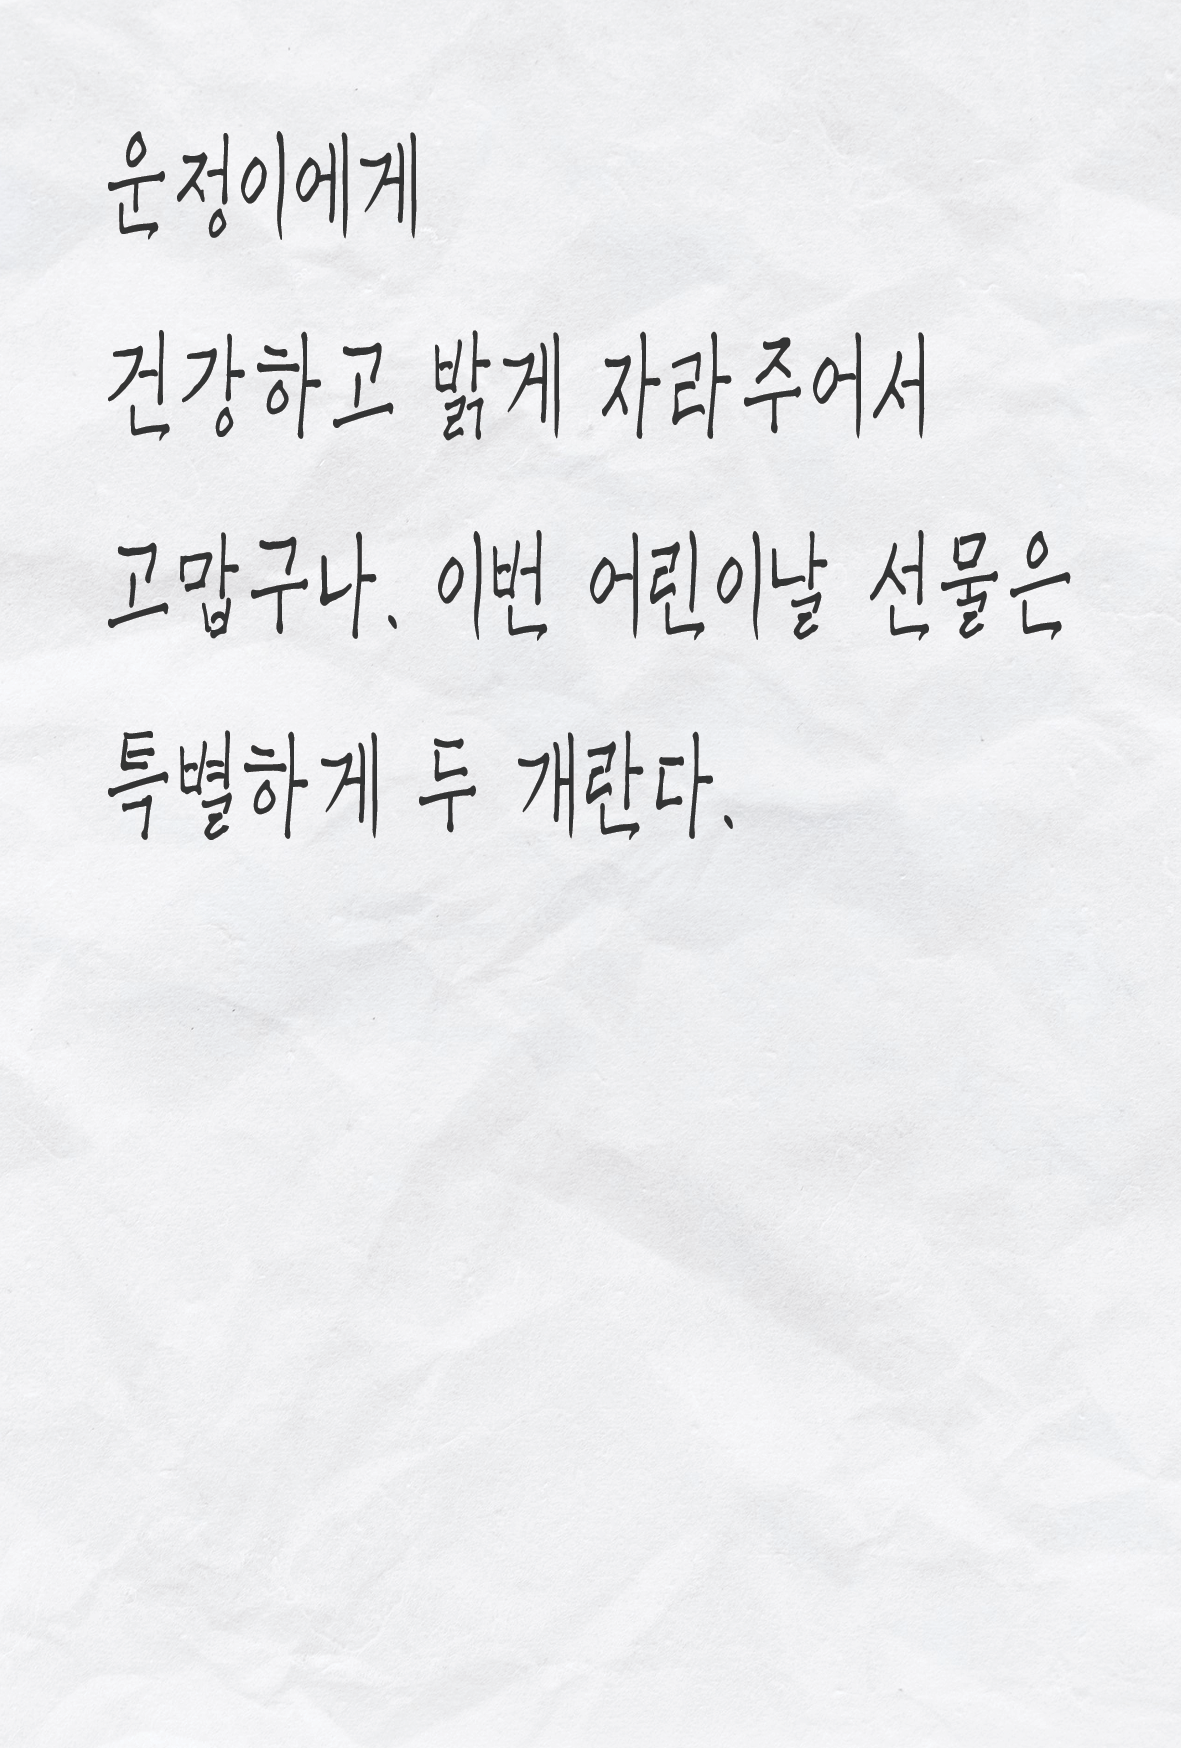 운정이에게
건강하고 밝게 자라주어서
고맙구나. 이번 어린이날 선물은
특별하게 두 개란다.